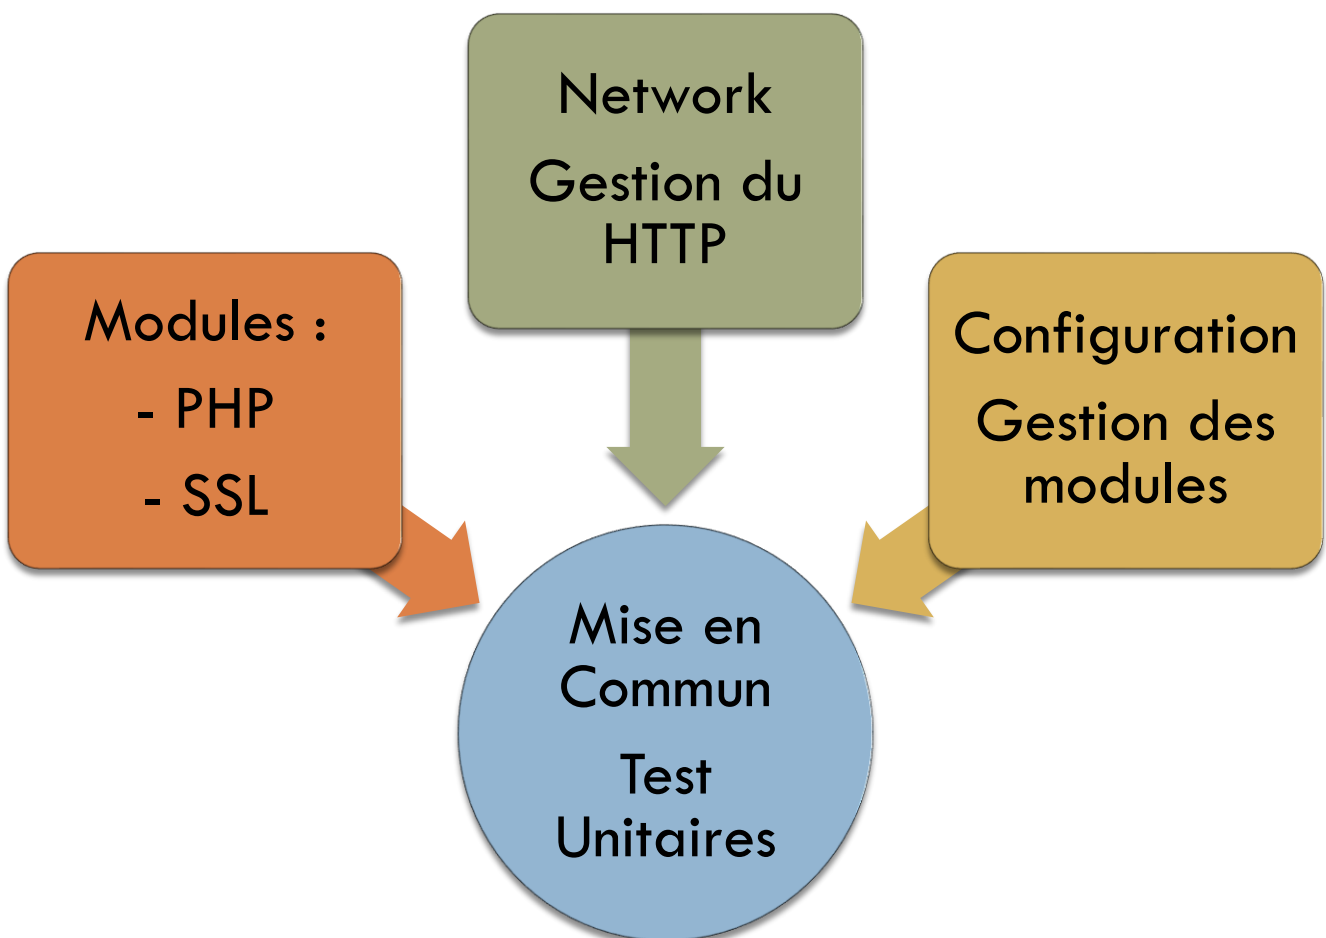 Network
Gestion du
HTTP
Modules :
- PHP
- SSL
Configuration
Gestion des
modules
Mise en
Commun
Test
Unitaires